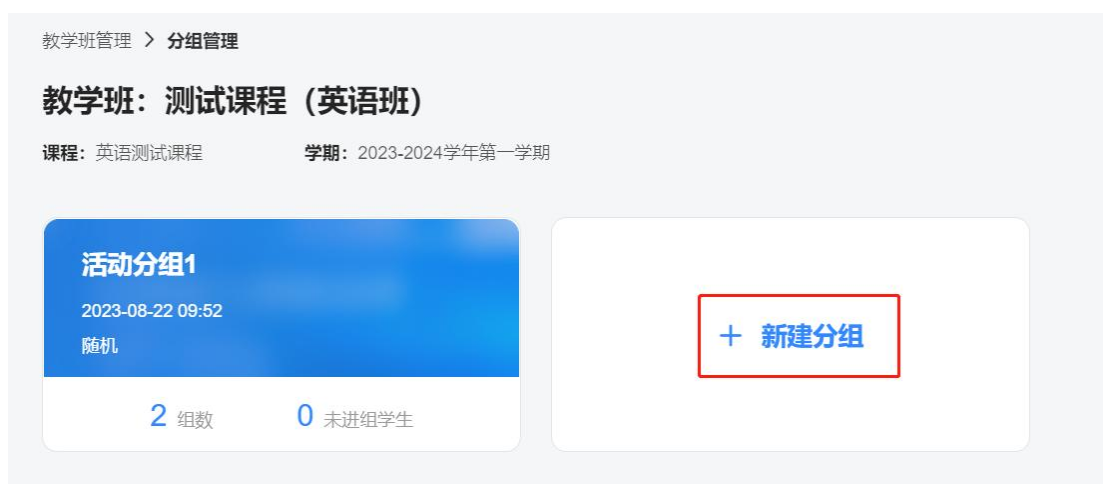 教学班管理 > 分组管理
教学班：测试课程（英语班）
课程：英语测试课程 学期：2023-2024学年第一学期
活动分组1
2023-08-22 09:52
随机
2 组数 0 未进组学生
+ 新建分组